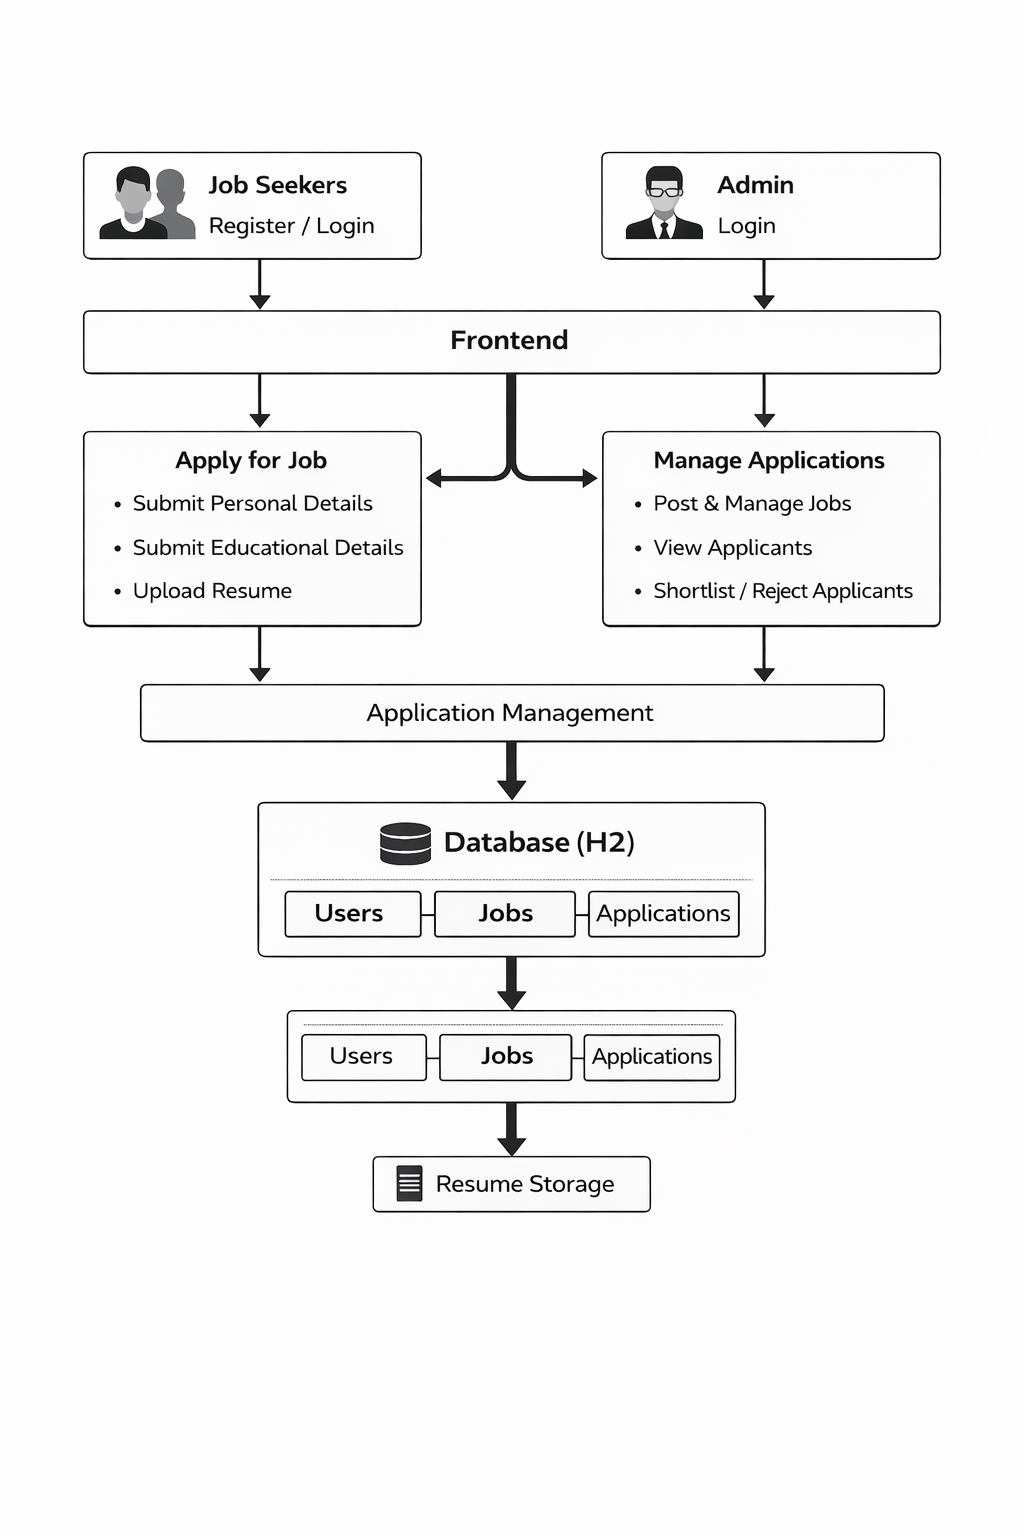 Job Seekers
Register / Login
Admin
Login
Frontend
Apply for Job
• Submit Personal Details
• Submit Educational Details
• Upload Resume
Manage Applications
• Post & Manage Jobs
• View Applicants
• Shortlist / Reject Applicants
Application Management
Database (H2)
Users
Jobs
Applications
Users
Jobs
Applications
Resume Storage